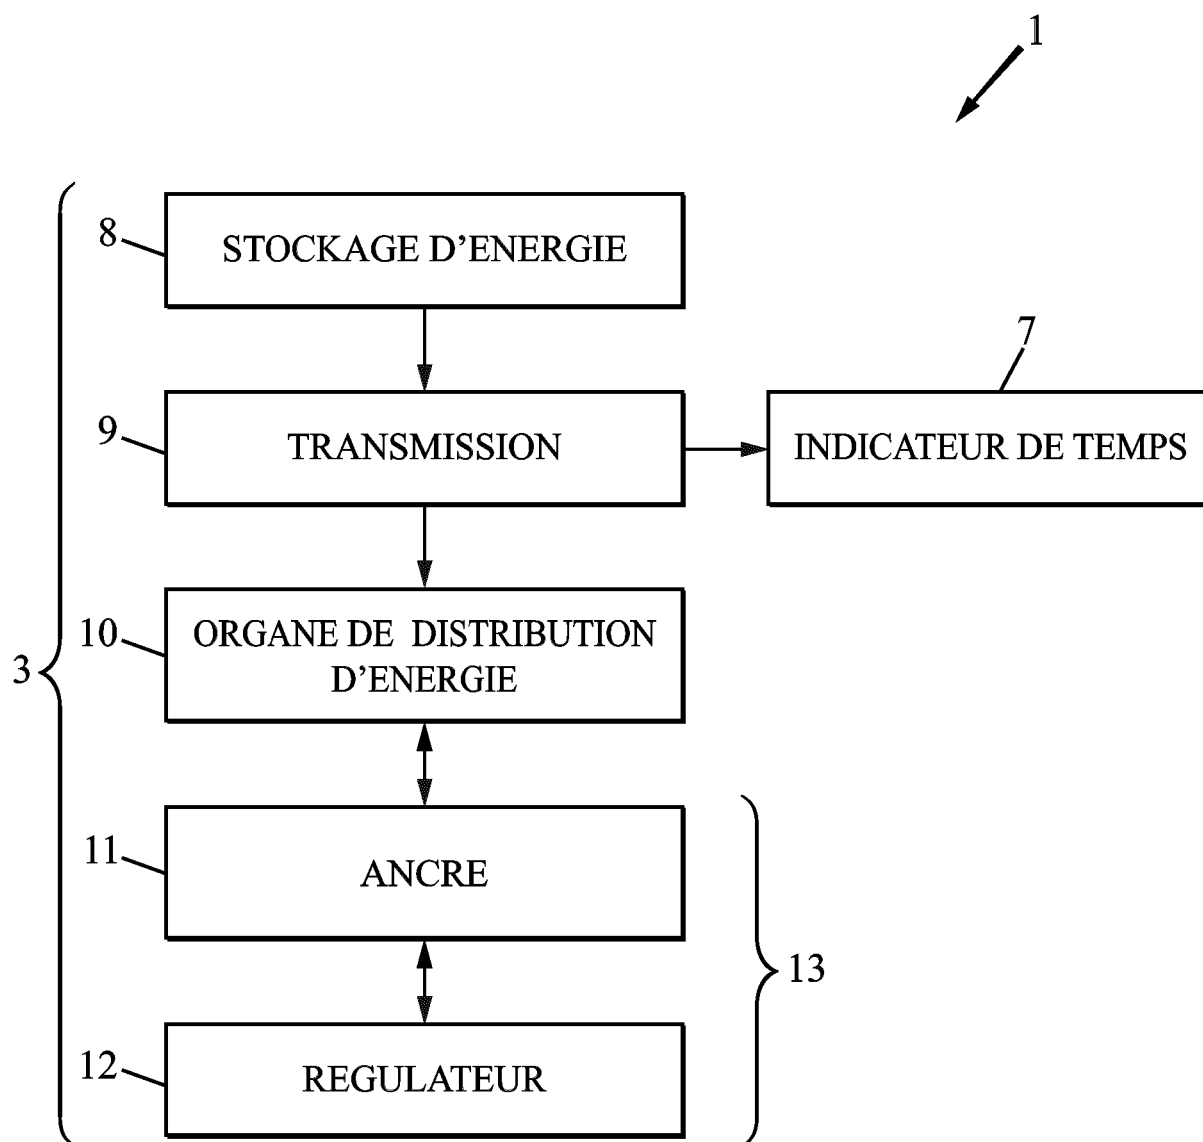 1
8
STOCKAGE D’ENERGIE
7
9
TRANSMISSION
INDICATEUR DE TEMPS
10
ORGANE DE DISTRIBUTION
D’ENERGIE
3
11
ANCRE
13
12
REGULATEUR